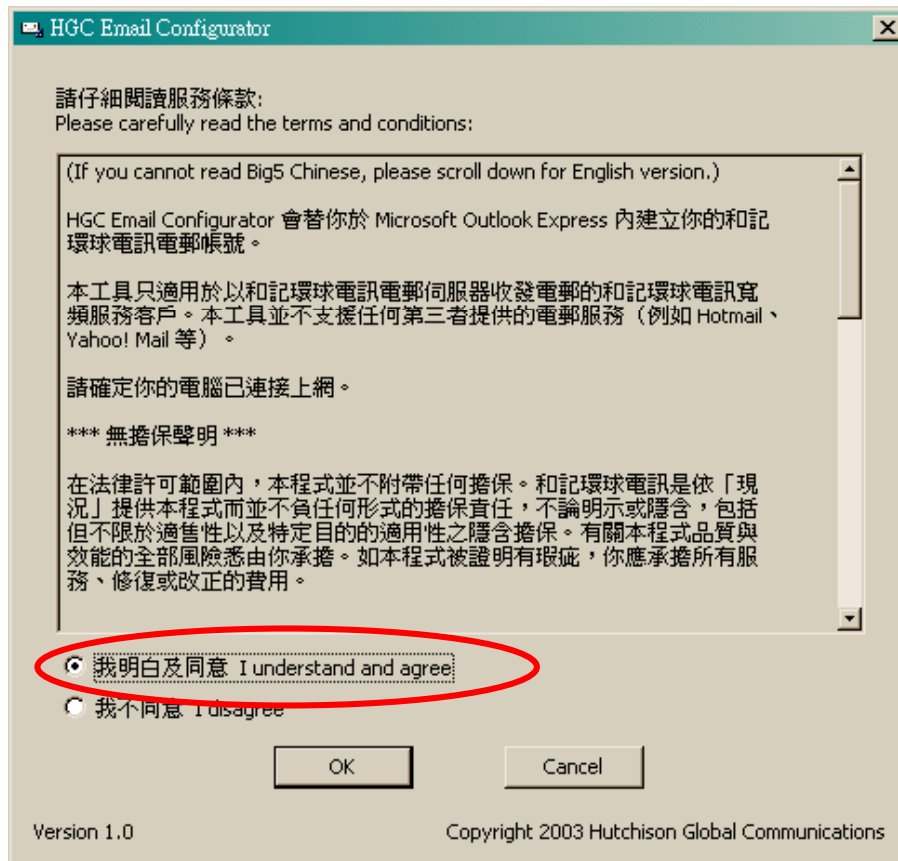 HGC Email Configurator
請仔細閱讀服務條款:
Please carefully read the terms and conditions:
(If you cannot read Big5 Chinese, please scroll down for English version.)
HGC Email Configurator 會替你於 Microsoft Outlook Express 內建立你的和記
環球電訊電郵帳號。
本工具只適用於以和記環球電訊電郵伺服器收發電郵的和記環球電訊寬
頻服務客戶。本工具並不支援任何第三者提供的電郵服務（例如 Hotmail、
Yahoo! Mail 等）。
請確定你的電腦已連接上網。
*** 無擔保聲明 ***
在法律許可範圍內，本程式並不附帶任何擔保。和記環球電訊是依「現
況」提供本程式而並不負任何形式的擔保責任，不論明示或隱含，包括
但不限於適售性以及特定目的的適用性之隱含擔保。有關本程式品質與
效能的全部風險悉由你承擔。如本程式被證明有瑕疵，你應承擔所有服
務、修復或改正的費用。
我明白及同意 I understand and agree
我不同意 I disagree
OK
Cancel
Version 1.0
Copyright 2003 Hutchison Global Communications